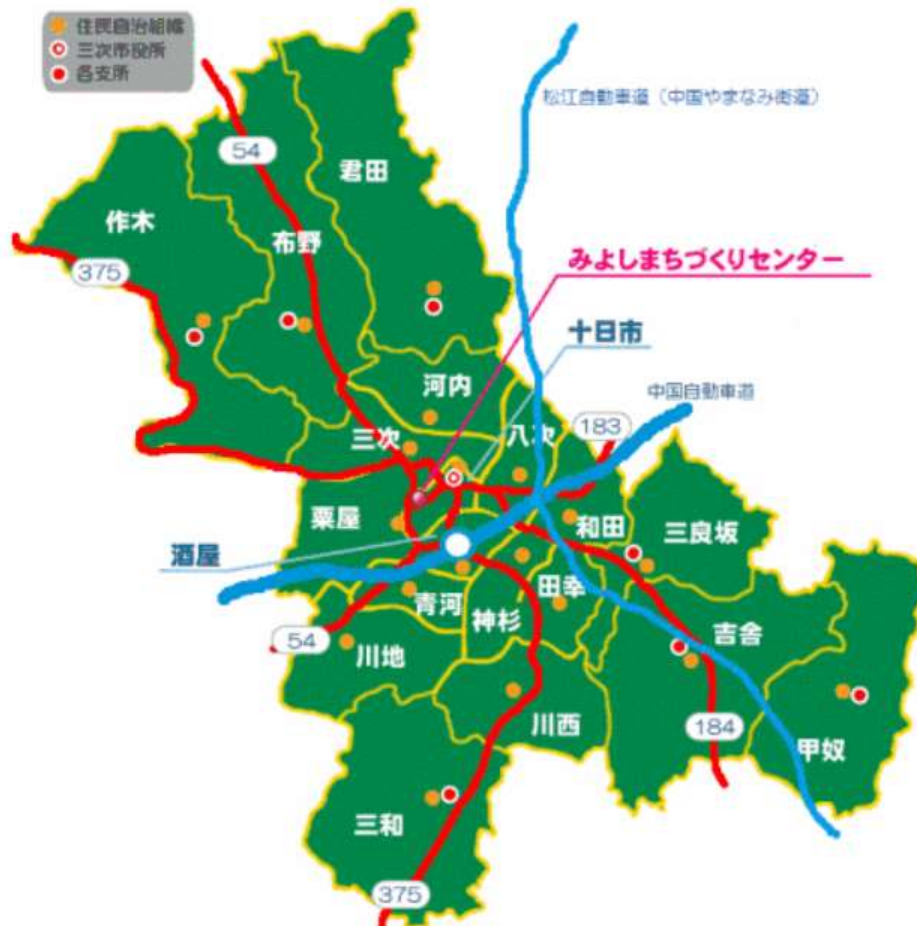 住民自治組織
三次市役所
各支所
松江自動車道（中国やまなみ街道）
54
君田
作木
布野
375
みよしまちづくりセンター
十日市
河内
中国自動車道
三次
八次
183
粟屋
和田
三良坂
酒屋
青河
神杉
田幸
吉舎
54
川地
川西
184
甲奴
三和
375